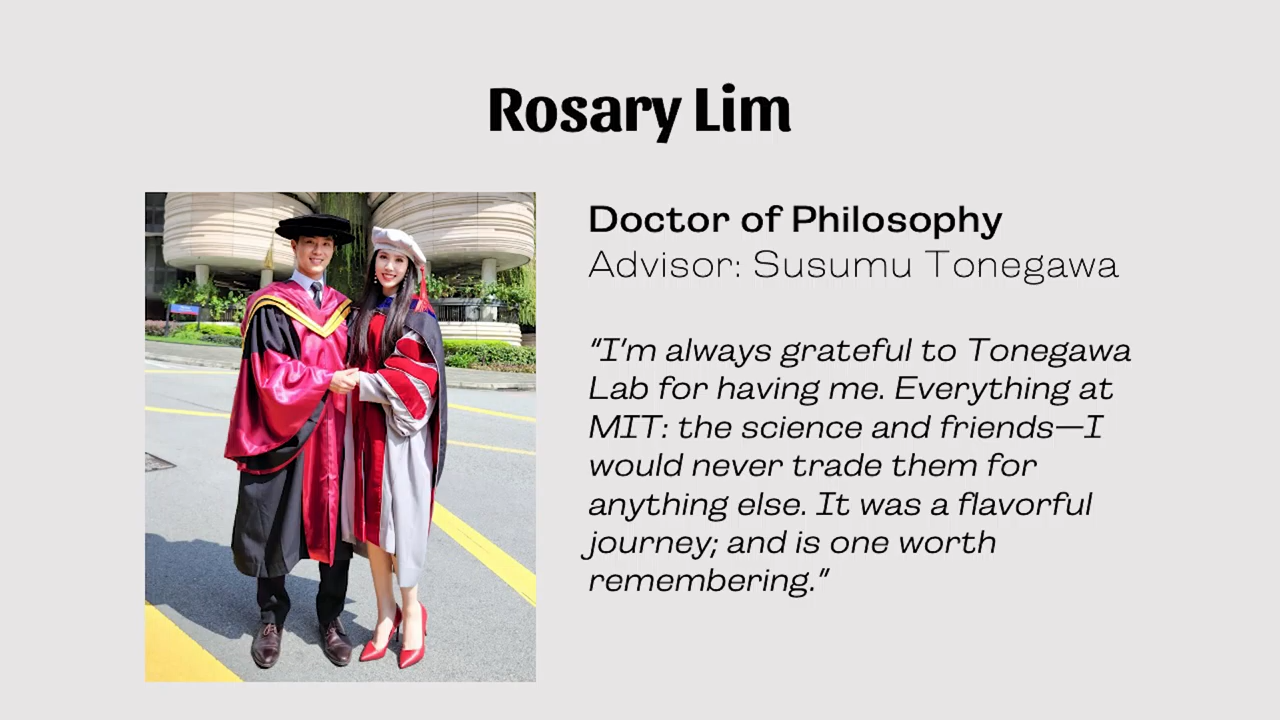 Rosary Lim
Doctor of Philosophy
Advisor: Susumu Tonegawa
“I’m always grateful to Tonegawa
Lab for having me. Everything at
MIT: the science and friends—I
would never trade them for
anything else. It was a flavorful
journey; and is one worth
remembering.”